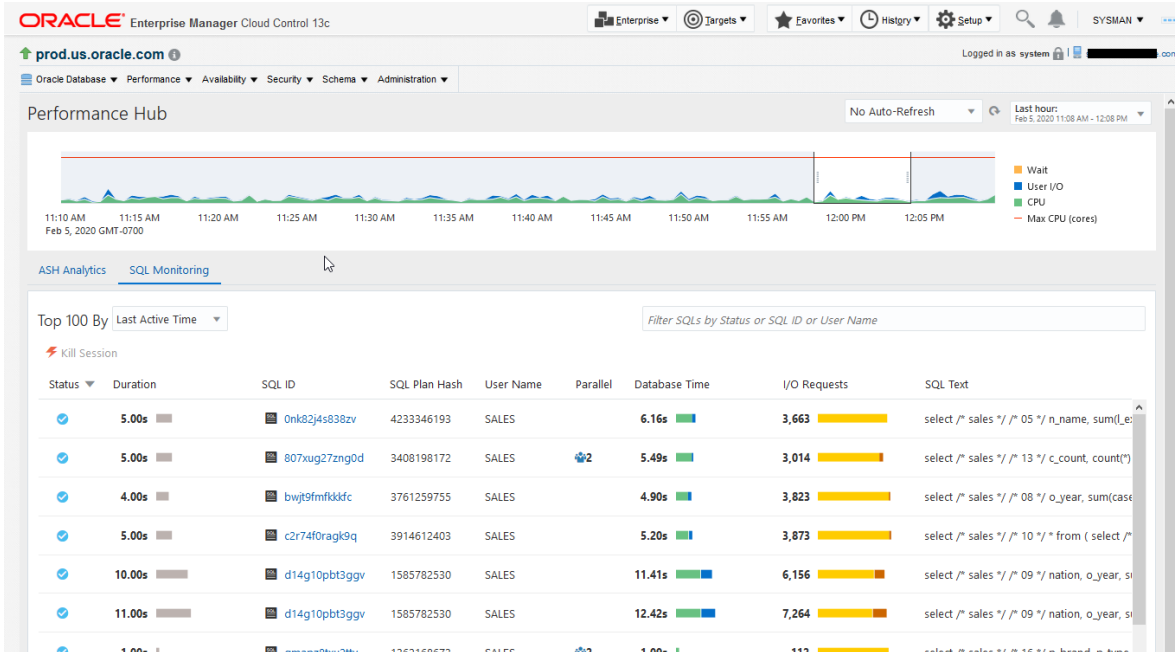 ORACLE® Enterprise Manager Cloud Control 13c
Enterprise Targets Favorites History Setup SYSMAN
prod.us.oracle.com
Logged in as system
Oracle Database Performance Availability Security Schema Administration
Performance Hub
No Auto-Refresh
Last hour:
Feb 5, 2020 11:08 AM - 12:08 PM
Wait
User I/O
CPU
Max CPU (cores)
11:10 AM 11:15 AM 11:20 AM 11:25 AM 11:30 AM 11:35 AM 11:40 AM 11:45 AM 11:50 AM 11:55 AM 12:00 PM 12:05 PM
Feb 5, 2020 GMT-0700
ASH Analytics SQL Monitoring
Top 100 By Last Active Time
Filter SQLs by Status or SQL ID or User Name
Kill Session
Status Duration SQL ID SQL Plan Hash User Name Parallel Database Time I/O Requests SQL Text
5.00s 0nk82j4s838zv 4233346193 SALES 6.16s 3,663 select /* sales */ /* 05 */ n_name, sum(l_e
5.00s 807xug27zng0d 3408198172 SALES 2 5.49s 3,014 select /* sales */ /* 13 */ c_count, count(*)
4.00s bwjt9fmfkkkfc 3761259755 SALES 4.90s 3,823 select /* sales */ /* 08 */ o_year, sum(case
5.00s c2r74f0ragk9q 3914612403 SALES 5.20s 3,873 select /* sales */ /* 10 */ * from ( select /*
10.00s d14g10pbt3ggv 1585782530 SALES 11.41s 6,156 select /* sales */ /* 09 */ nation, o_year, s
11.00s d14g10pbt3ggv 1585782530 SALES 12.42s 7,264 select /* sales */ /* 09 */ nation, o_year, s